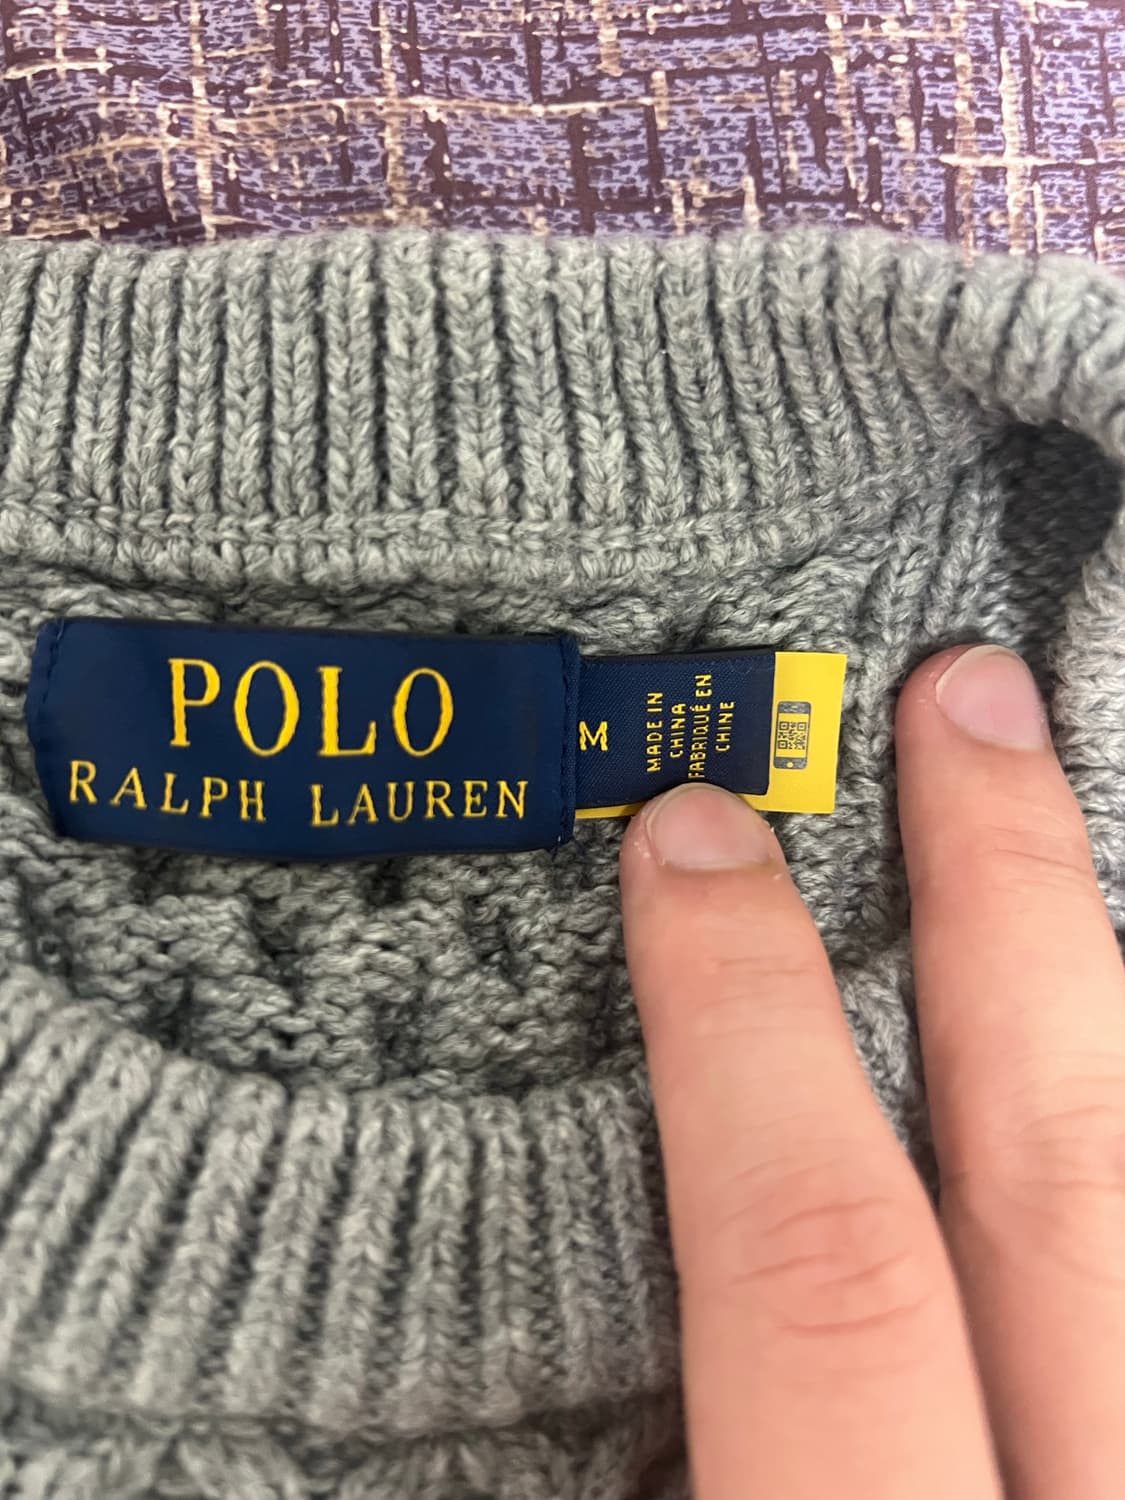 POLO
RALPH LAUREN
M
MADE IN
CHINA
FABRIQUÉ EN
CHINE